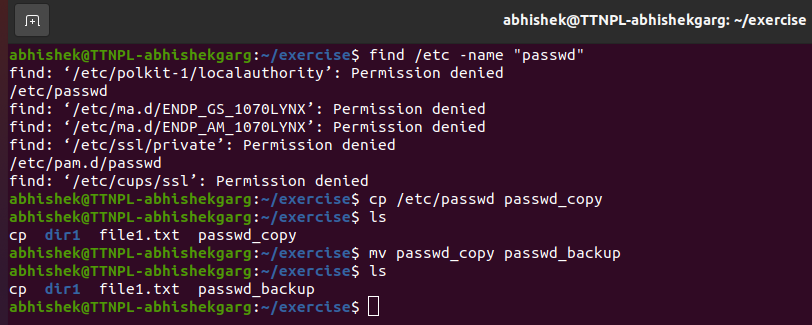 abhishek@TTNPL-abhishekgarg: ~/exercise
abhishek@TTNPL-abhishekgarg:~/exercise$ find /etc -name "passwd"
find: ‘/etc/polkit-1/localauthority’: Permission denied
/etc/passwd
find: ‘/etc/ma.d/ENDP_GS_1070LYNX’: Permission denied
find: ‘/etc/ma.d/ENDP_AM_1070LYNX’: Permission denied
find: ‘/etc/ssl/private’: Permission denied
/etc/pam.d/passwd
find: ‘/etc/cups/ssl’: Permission denied
abhishek@TTNPL-abhishekgarg:~/exercise$ cp /etc/passwd passwd_copy
abhishek@TTNPL-abhishekgarg:~/exercise$ ls
cp  dir1  file1.txt  passwd_copy
abhishek@TTNPL-abhishekgarg:~/exercise$ mv passwd_copy passwd_backup
abhishek@TTNPL-abhishekgarg:~/exercise$ ls
cp  dir1  file1.txt  passwd_backup
abhishek@TTNPL-abhishekgarg:~/exercise$